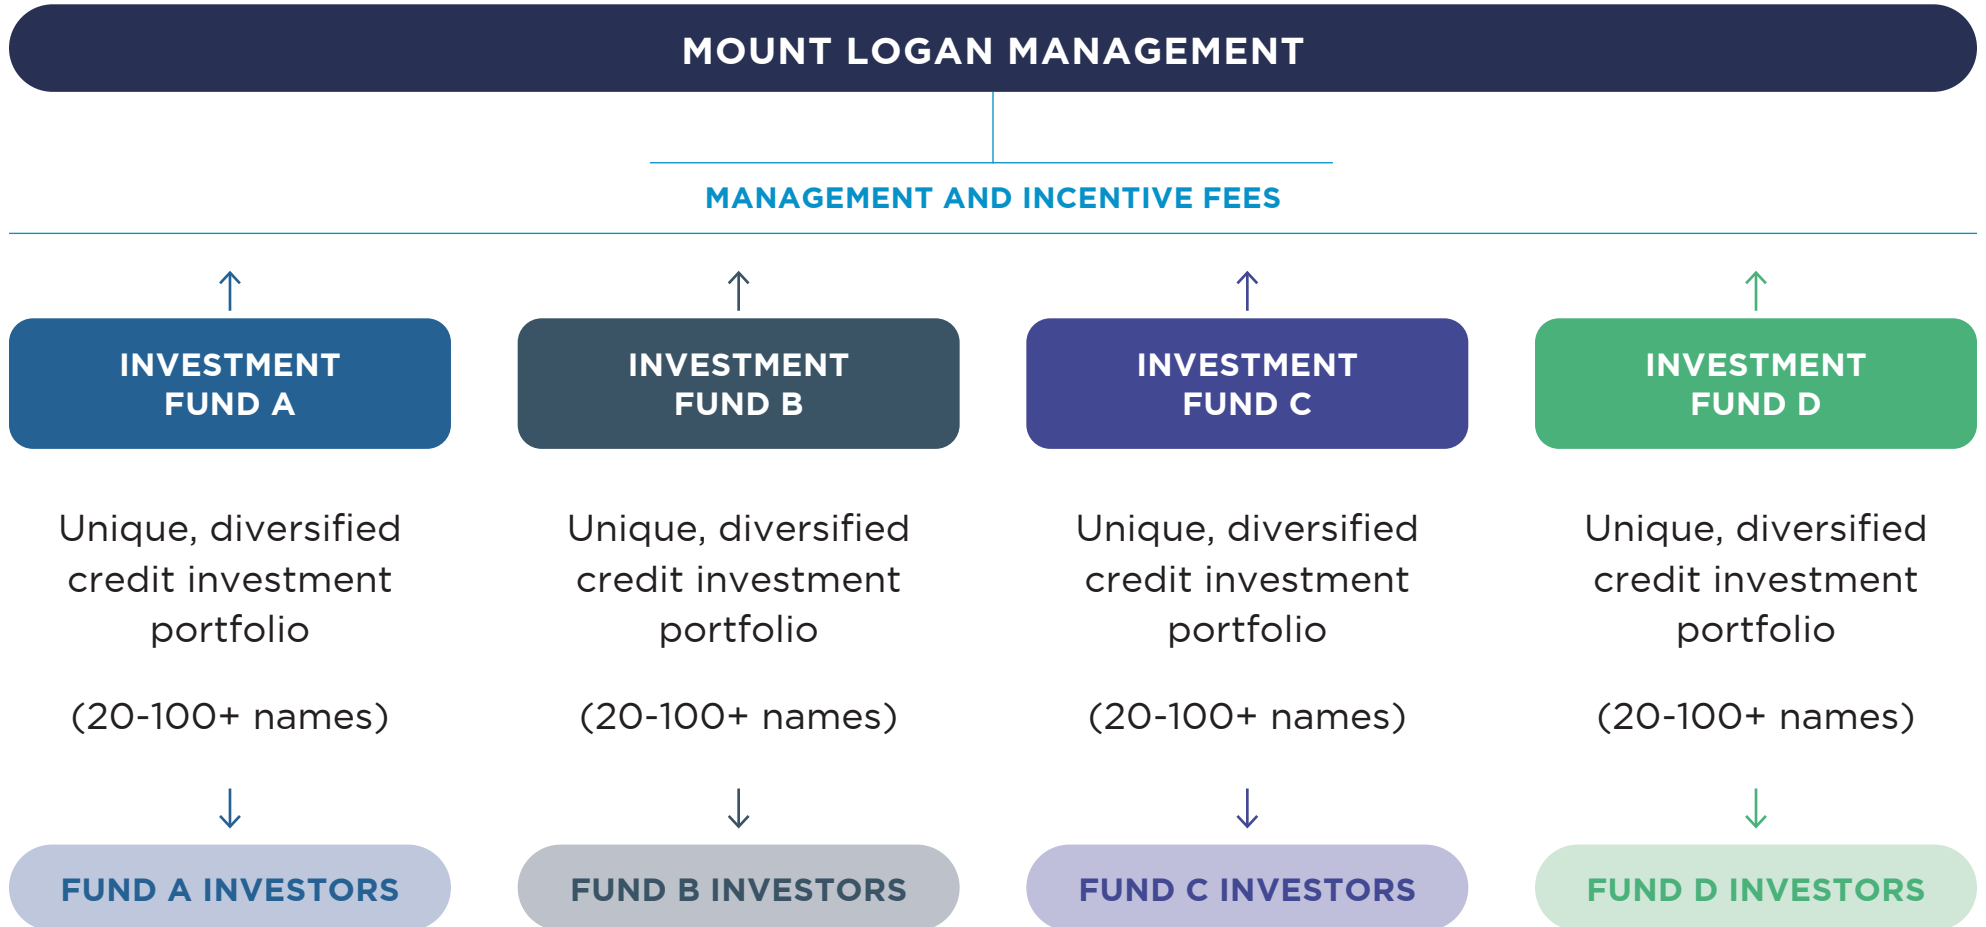 MOUNT LOGAN MANAGEMENT
MANAGEMENT AND INCENTIVE FEES
INVESTMENT
FUND A
Unique, diversified
credit investment
portfolio
(20-100+ names)
FUND A INVESTORS
INVESTMENT
FUND B
Unique, diversified
credit investment
portfolio
(20-100+ names)
FUND B INVESTORS
INVESTMENT
FUND C
Unique, diversified
credit investment
portfolio
(20-100+ names)
FUND C INVESTORS
INVESTMENT
FUND D
Unique, diversified
credit investment
portfolio
(20-100+ names)
FUND D INVESTORS